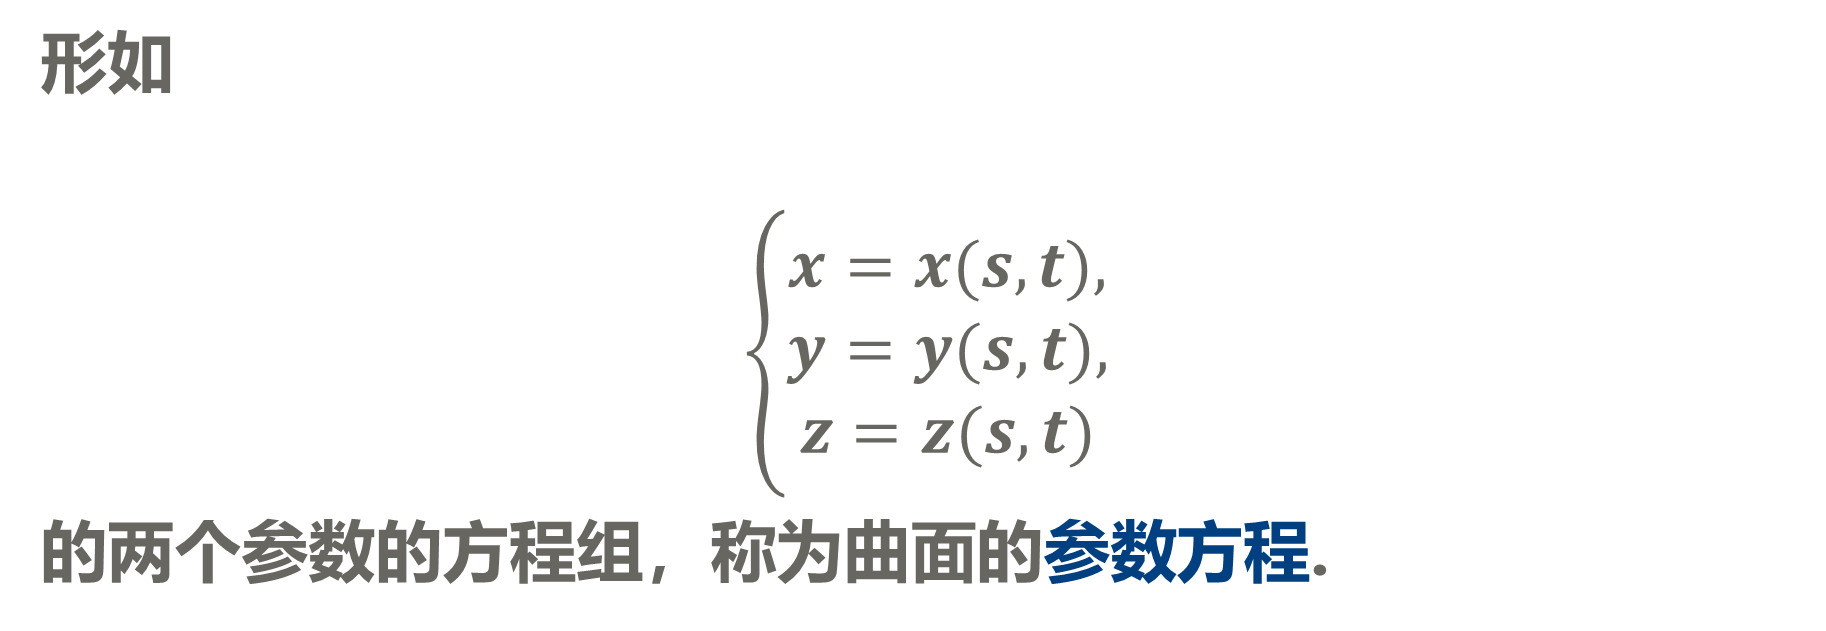 形如
x = x(s, t),
y = y(s, t),
z = z(s, t)
的两个参数的方程组，称为曲面的参数方程.